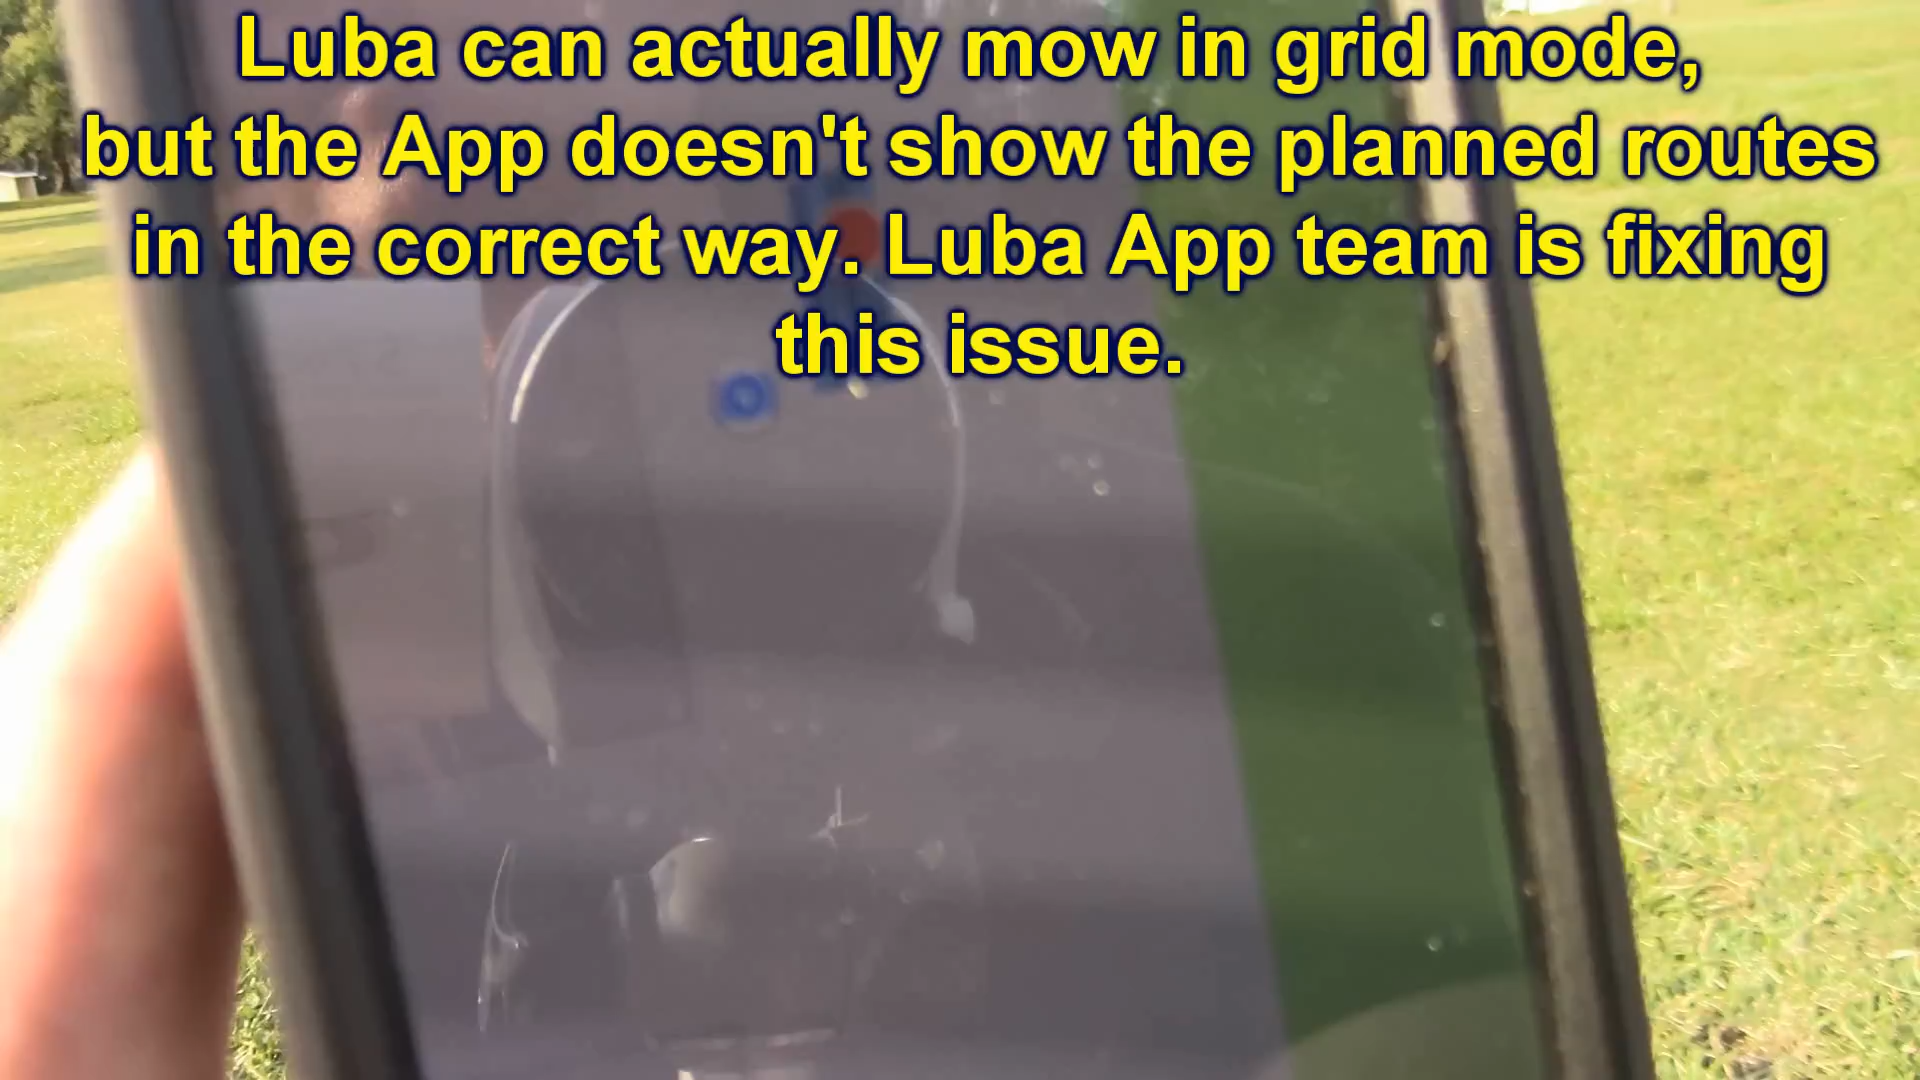 Luba can actually mow in grid mode,
but the App doesn't show the planned routes
in the correct way. Luba App team is fixing
this issue.